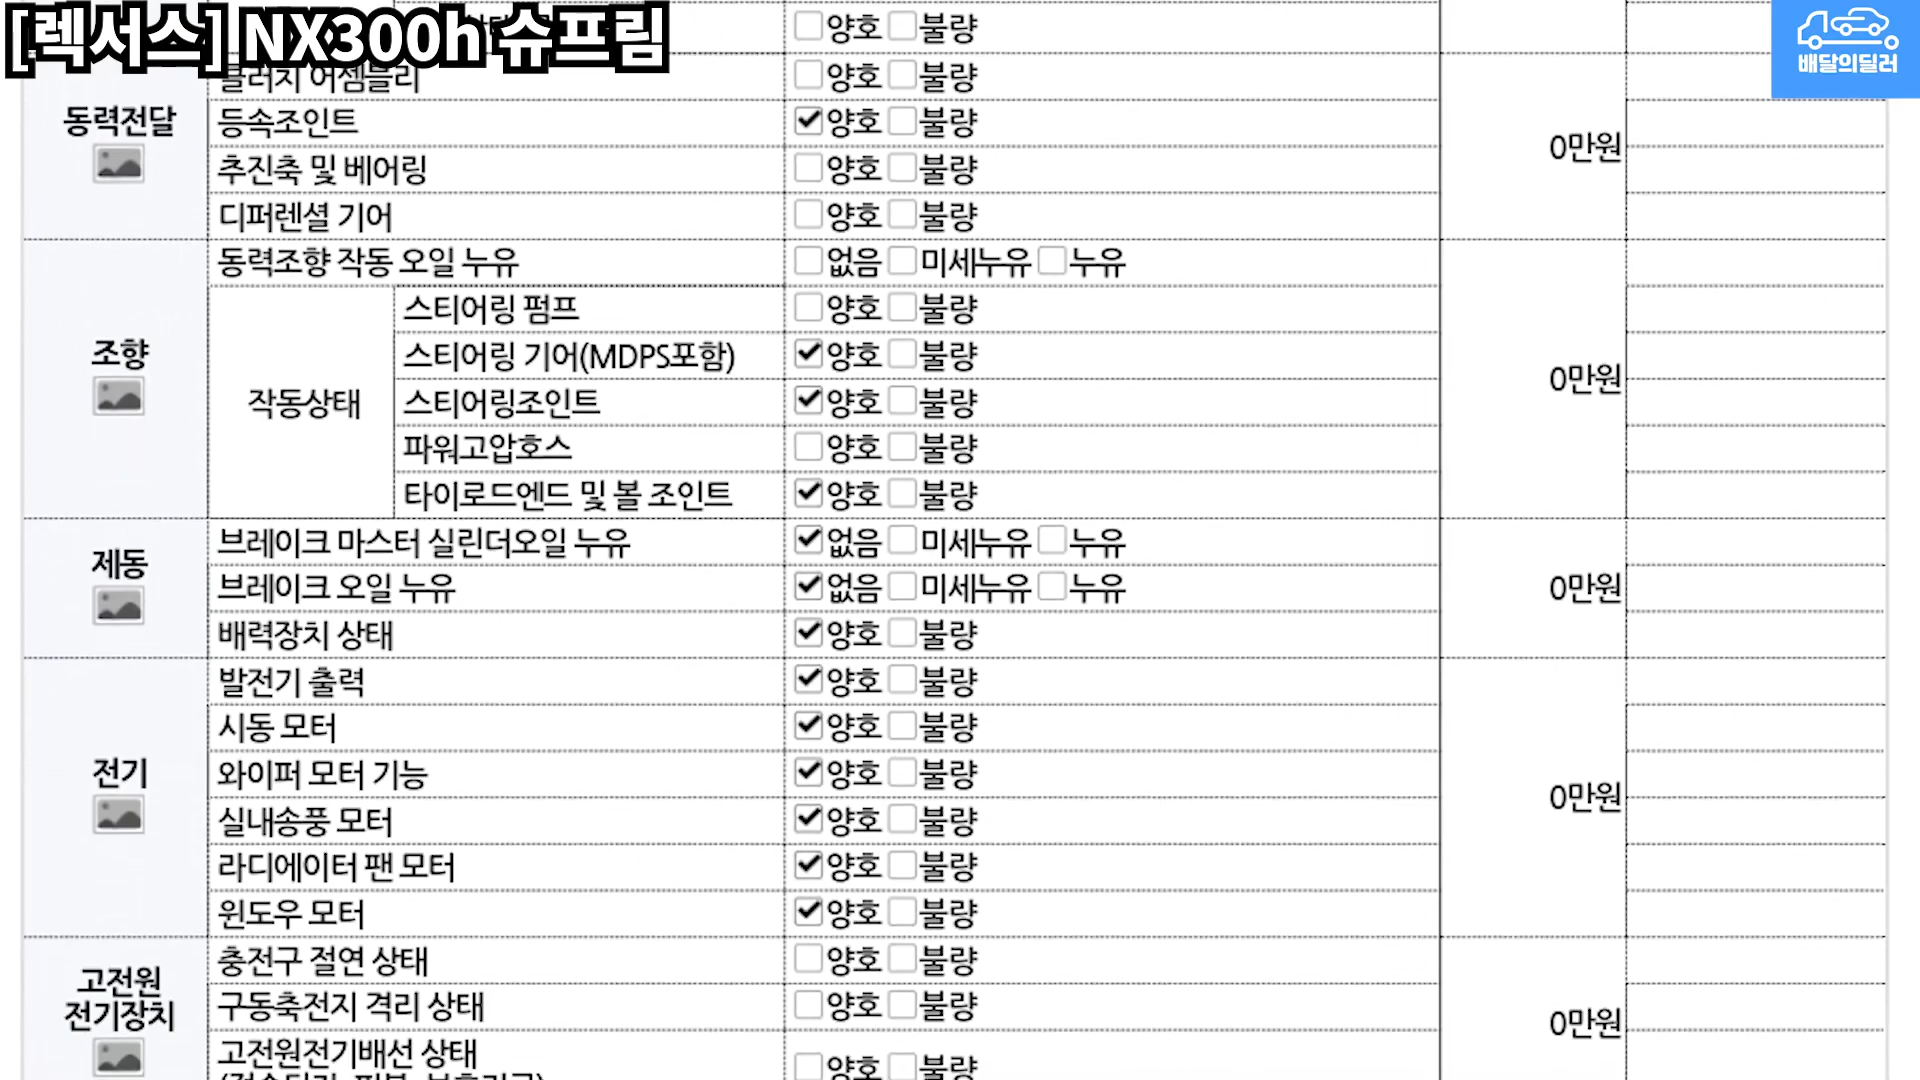 [렉서스] NX300h 슈프림
배달의딜러
양호 불량
클러치 어셈블리 양호 불량
동력전달
등속조인트 양호 불량
0만원
추진축 및 베어링 양호 불량
디퍼렌셜 기어 양호 불량
동력조향 작동 오일 누유 없음 미세누유 누유
조향
작동상태
스티어링 펌프 양호 불량
스티어링 기어(MDPS포함) 양호 불량
0만원
스티어링조인트 양호 불량
파워고압호스 양호 불량
타이로드엔드 및 볼 조인트 양호 불량
제동
브레이크 마스터 실린더오일 누유 없음 미세누유 누유
브레이크 오일 누유 없음 미세누유 누유
0만원
배력장치 상태 양호 불량
전기
발전기 출력 양호 불량
시동 모터 양호 불량
와이퍼 모터 기능 양호 불량
0만원
실내송풍 모터 양호 불량
라디에이터 팬 모터 양호 불량
윈도우 모터 양호 불량
고전원
전기장치
충전구 절연 상태 양호 불량
구동축전지 격리 상태 양호 불량
0만원
고전원전기배선 상태 양호 불량